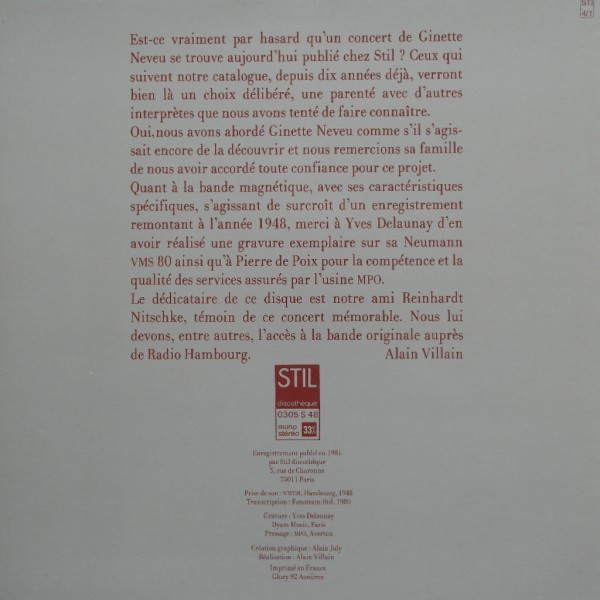 STIL
4/1
Est-ce vraiment par hasard qu'un concert de Ginette
Neveu se trouve aujourd'hui publié chez Stil ? Ceux qui
suivent notre catalogue, depuis dix années déjà, verront
bien là un choix délibéré, une parenté avec d'autres
interprètes que nous avons tenté de faire connaître.
Oui, nous avons abordé Ginette Neveu comme s'il s'agis-
sait encore de la découvrir et nous remercions sa famille
de nous avoir accordé toute confiance pour ce projet.
Quant à la bande magnétique, avec ses caractéristiques
spécifiques, s'agissant de surcroît d'un enregistrement
remontant à l'année 1948, merci à Yves Delaunay d'en
avoir réalisé une gravure exemplaire sur sa Neumann
VMS 80 ainsi qu'à Pierre de Poix pour la compétence et la
qualité des services assurés par l'usine MPO.
Le dédicataire de ce disque est notre ami Reinhardt
Nitschke, témoin de ce concert mémorable. Nous lui
devons, entre autres, l'accès à la bande originale auprès
de Radio Hambourg. Alain Villain
STIL
discothèque
0305 S 48
mono
stéréo 33
Enregistrement publié en 1981
par Stil discothèque
5, rue de Charonne
75011 Paris
Prise de son : NWDR, Hambourg, 1948
Transcription : Stil, 1980
Gravure : Yves Delaunay
Dyam Music, Paris
Pressage : MPO, Averton
Création graphique : Alain July
Réalisation : Alain Villain
Imprimé en France
Glory 92 Asnières